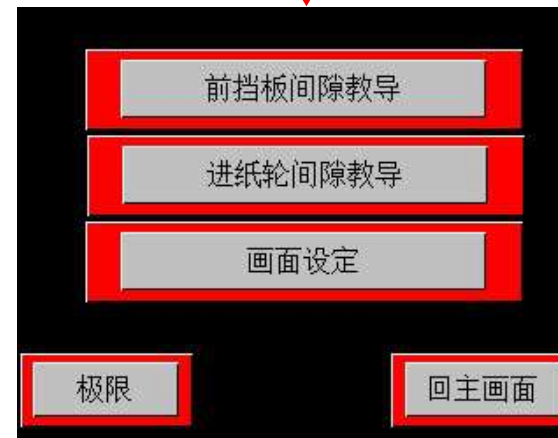 前挡板间隙教导
进纸轮间隙教导
画面设定
极限
回主画面